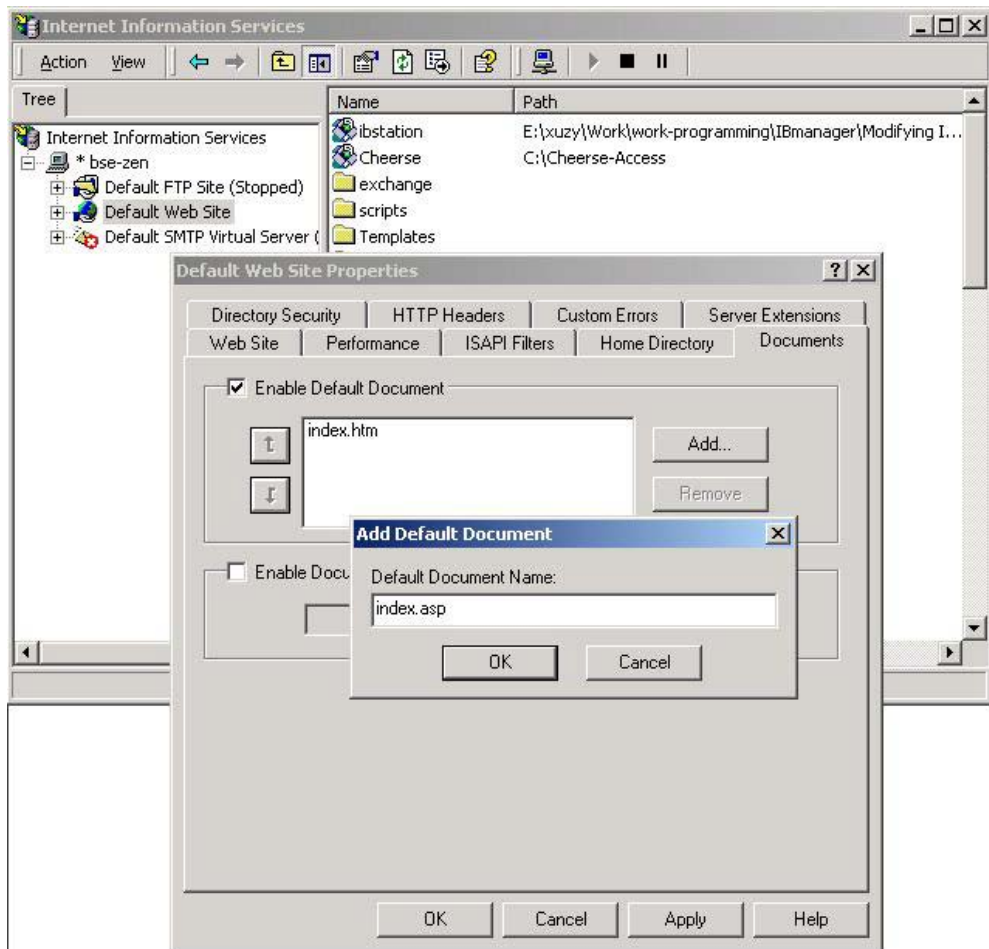 Internet Information Services
Action View
Tree
Name Path
Internet Information Services
* bse-zen
Default FTP Site (Stopped)
Default Web Site
Default SMTP Virtual Server (
ibstation E:\xuzy\Work\work-programming\IBmanager\Modifying I...
Cheerse C:\Cheerse-Access
exchange
scripts
Templates
Default Web Site Properties
Directory Security HTTP Headers Custom Errors Server Extensions
Web Site Performance ISAPI Filters Home Directory Documents
Enable Default Document
index.htm
Add...
Remove
Enable Docu
Add Default Document
Default Document Name:
index.asp
OK Cancel
OK Cancel Apply Help